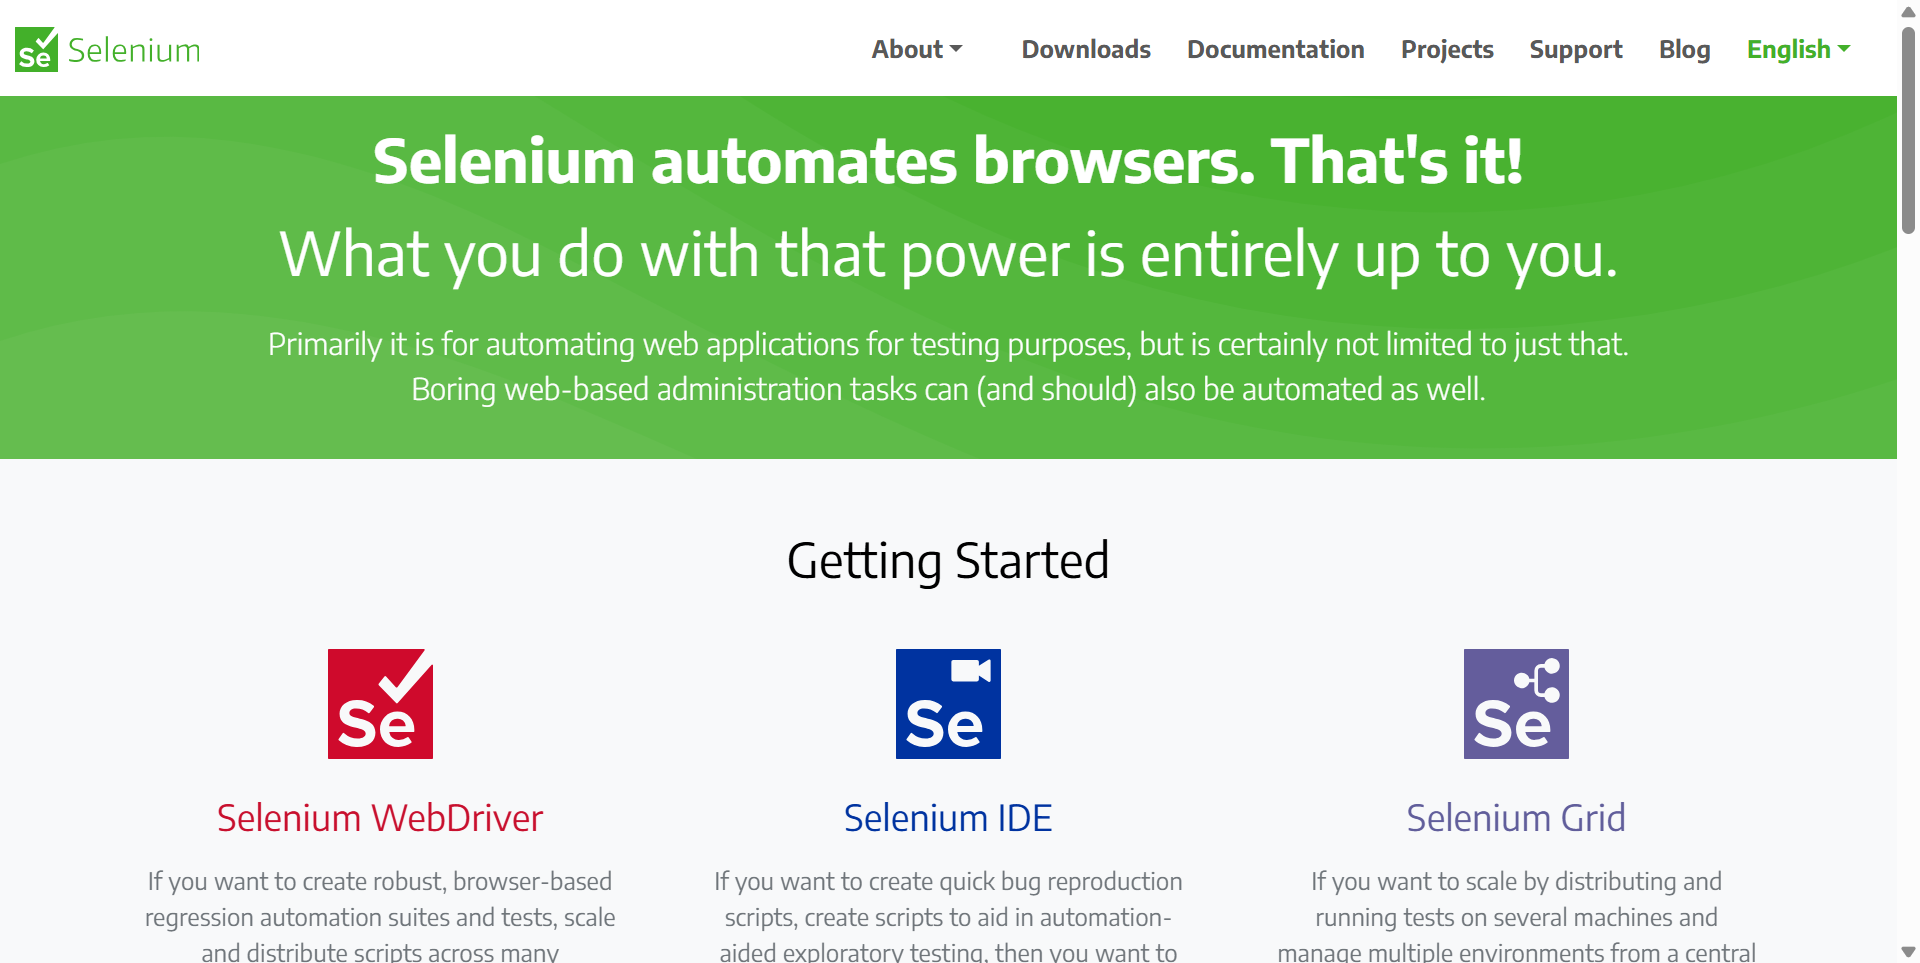 Se Selenium
About Downloads Documentation Projects Support Blog English
Selenium automates browsers. That's it!
What you do with that power is entirely up to you.
Primarily it is for automating web applications for testing purposes, but is certainly not limited to just that.
Boring web-based administration tasks can (and should) also be automated as well.
Getting Started
Se
Selenium WebDriver
If you want to create robust, browser-based
regression automation suites and tests, scale
and distribute scripts across many
Se
Selenium IDE
If you want to create quick bug reproduction
scripts, create scripts to aid in automation-
aided exploratory testing, then you want to
Se
Selenium Grid
If you want to scale by distributing and
running tests on several machines and
manage multiple environments from a central